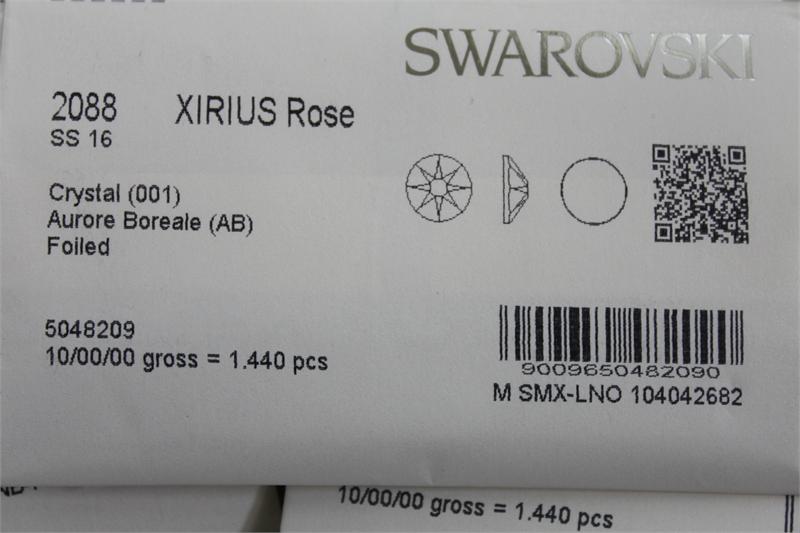 SWAROVSKI
2088 XIRIUS Rose
SS 16
Crystal (001)
Aurore Boreale (AB)
Foiled
5048209
10/00/00 gross = 1.440 pcs
9009650482090
M SMX-LNO 104042682
10/00/00 gross = 1.440 pcs